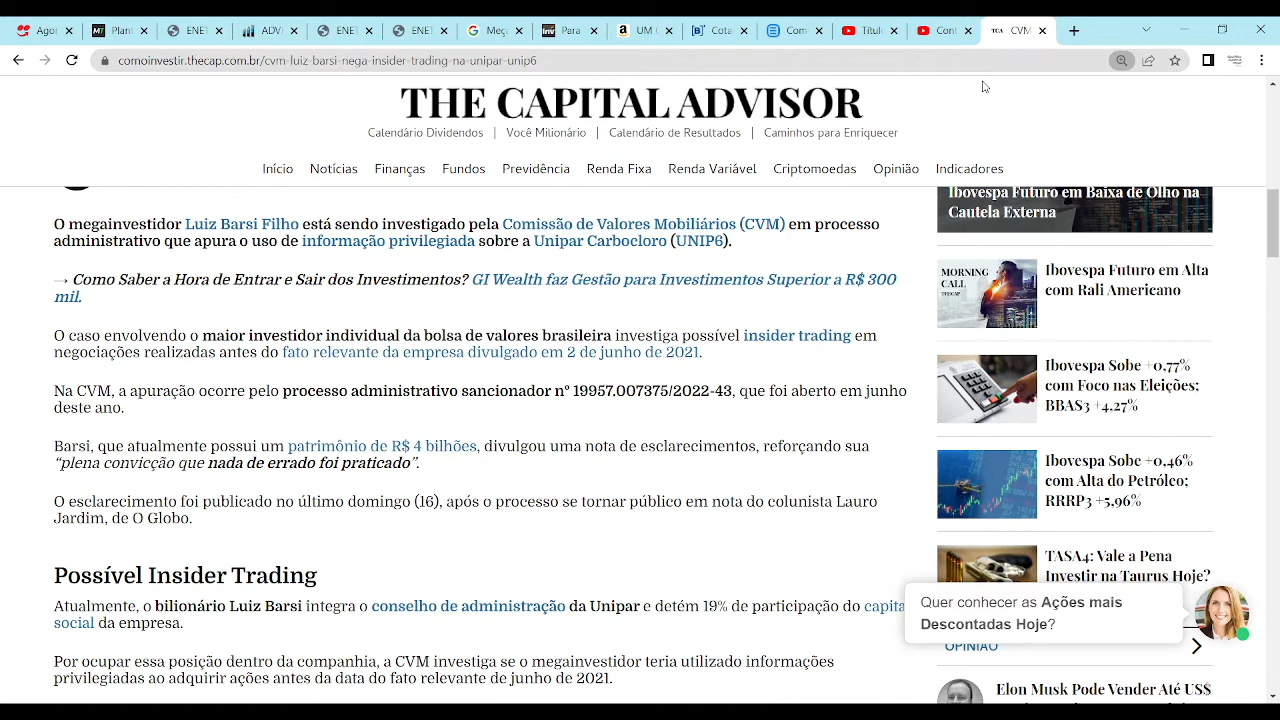 Agor
Plant
ENET
ADVI
ENET
ENET
Meç
Para
UM C
Cota
Com
Títul
Cont
CVM
comoinvestir.thecap.com.br/cvm-luiz-barsi-nega-insider-trading-na-unipar-unip6
THE CAPITAL ADVISOR
Calendário Dividendos | Você Milionário | Calendário de Resultados | Caminhos para Enriquecer
Início Notícias Finanças Fundos Previdência Renda Fixa Renda Variável Criptomoedas Opinião Indicadores
O megainvestidor Luiz Barsi Filho está sendo investigado pela Comissão de Valores Mobiliários (CVM) em processo
administrativo que apura o uso de informação privilegiada sobre a Unipar Carbocloro (UNIP6).
→ Como Saber a Hora de Entrar e Sair dos Investimentos? GI Wealth faz Gestão para Investimentos Superior a R$ 300
mil.
O caso envolvendo o maior investidor individual da bolsa de valores brasileira investiga possível insider trading em
negociações realizadas antes do fato relevante da empresa divulgado em 2 de junho de 2021.
Na CVM, a apuração ocorre pelo processo administrativo sancionador nº 19957.007375/2022-43, que foi aberto em junho
deste ano.
Barsi, que atualmente possui um patrimônio de R$ 4 bilhões, divulgou uma nota de esclarecimentos, reforçando sua
“plena convicção que nada de errado foi praticado”.
O esclarecimento foi publicado no último domingo (16), após o processo se tornar público em nota do colunista Lauro
Jardim, de O Globo.
Possível Insider Trading
Atualmente, o bilionário Luiz Barsi integra o conselho de administração da Unipar e detém 19% de participação do capita
social da empresa.
Por ocupar essa posição dentro da companhia, a CVM investiga se o megainvestidor teria utilizado informações
privilegiadas ao adquirir ações antes da data do fato relevante de junho de 2021.
Ibovespa Futuro em Baixa de Olho na
Cautela Externa
MORNING
CALL
THECAP
Ibovespa Futuro em Alta
com Rali Americano
Ibovespa Sobe +0,77%
com Foco nas Eleições;
BBAS3 +4,27%
Ibovespa Sobe +0,46%
com Alta do Petróleo;
RRRP3 +5,96%
TASA4: Vale a Pena
Investir na Taurus Hoje?
Quer conhecer as Ações mais
Descontadas Hoje?
OPINIÃO
Elon Musk Pode Vender Até US$